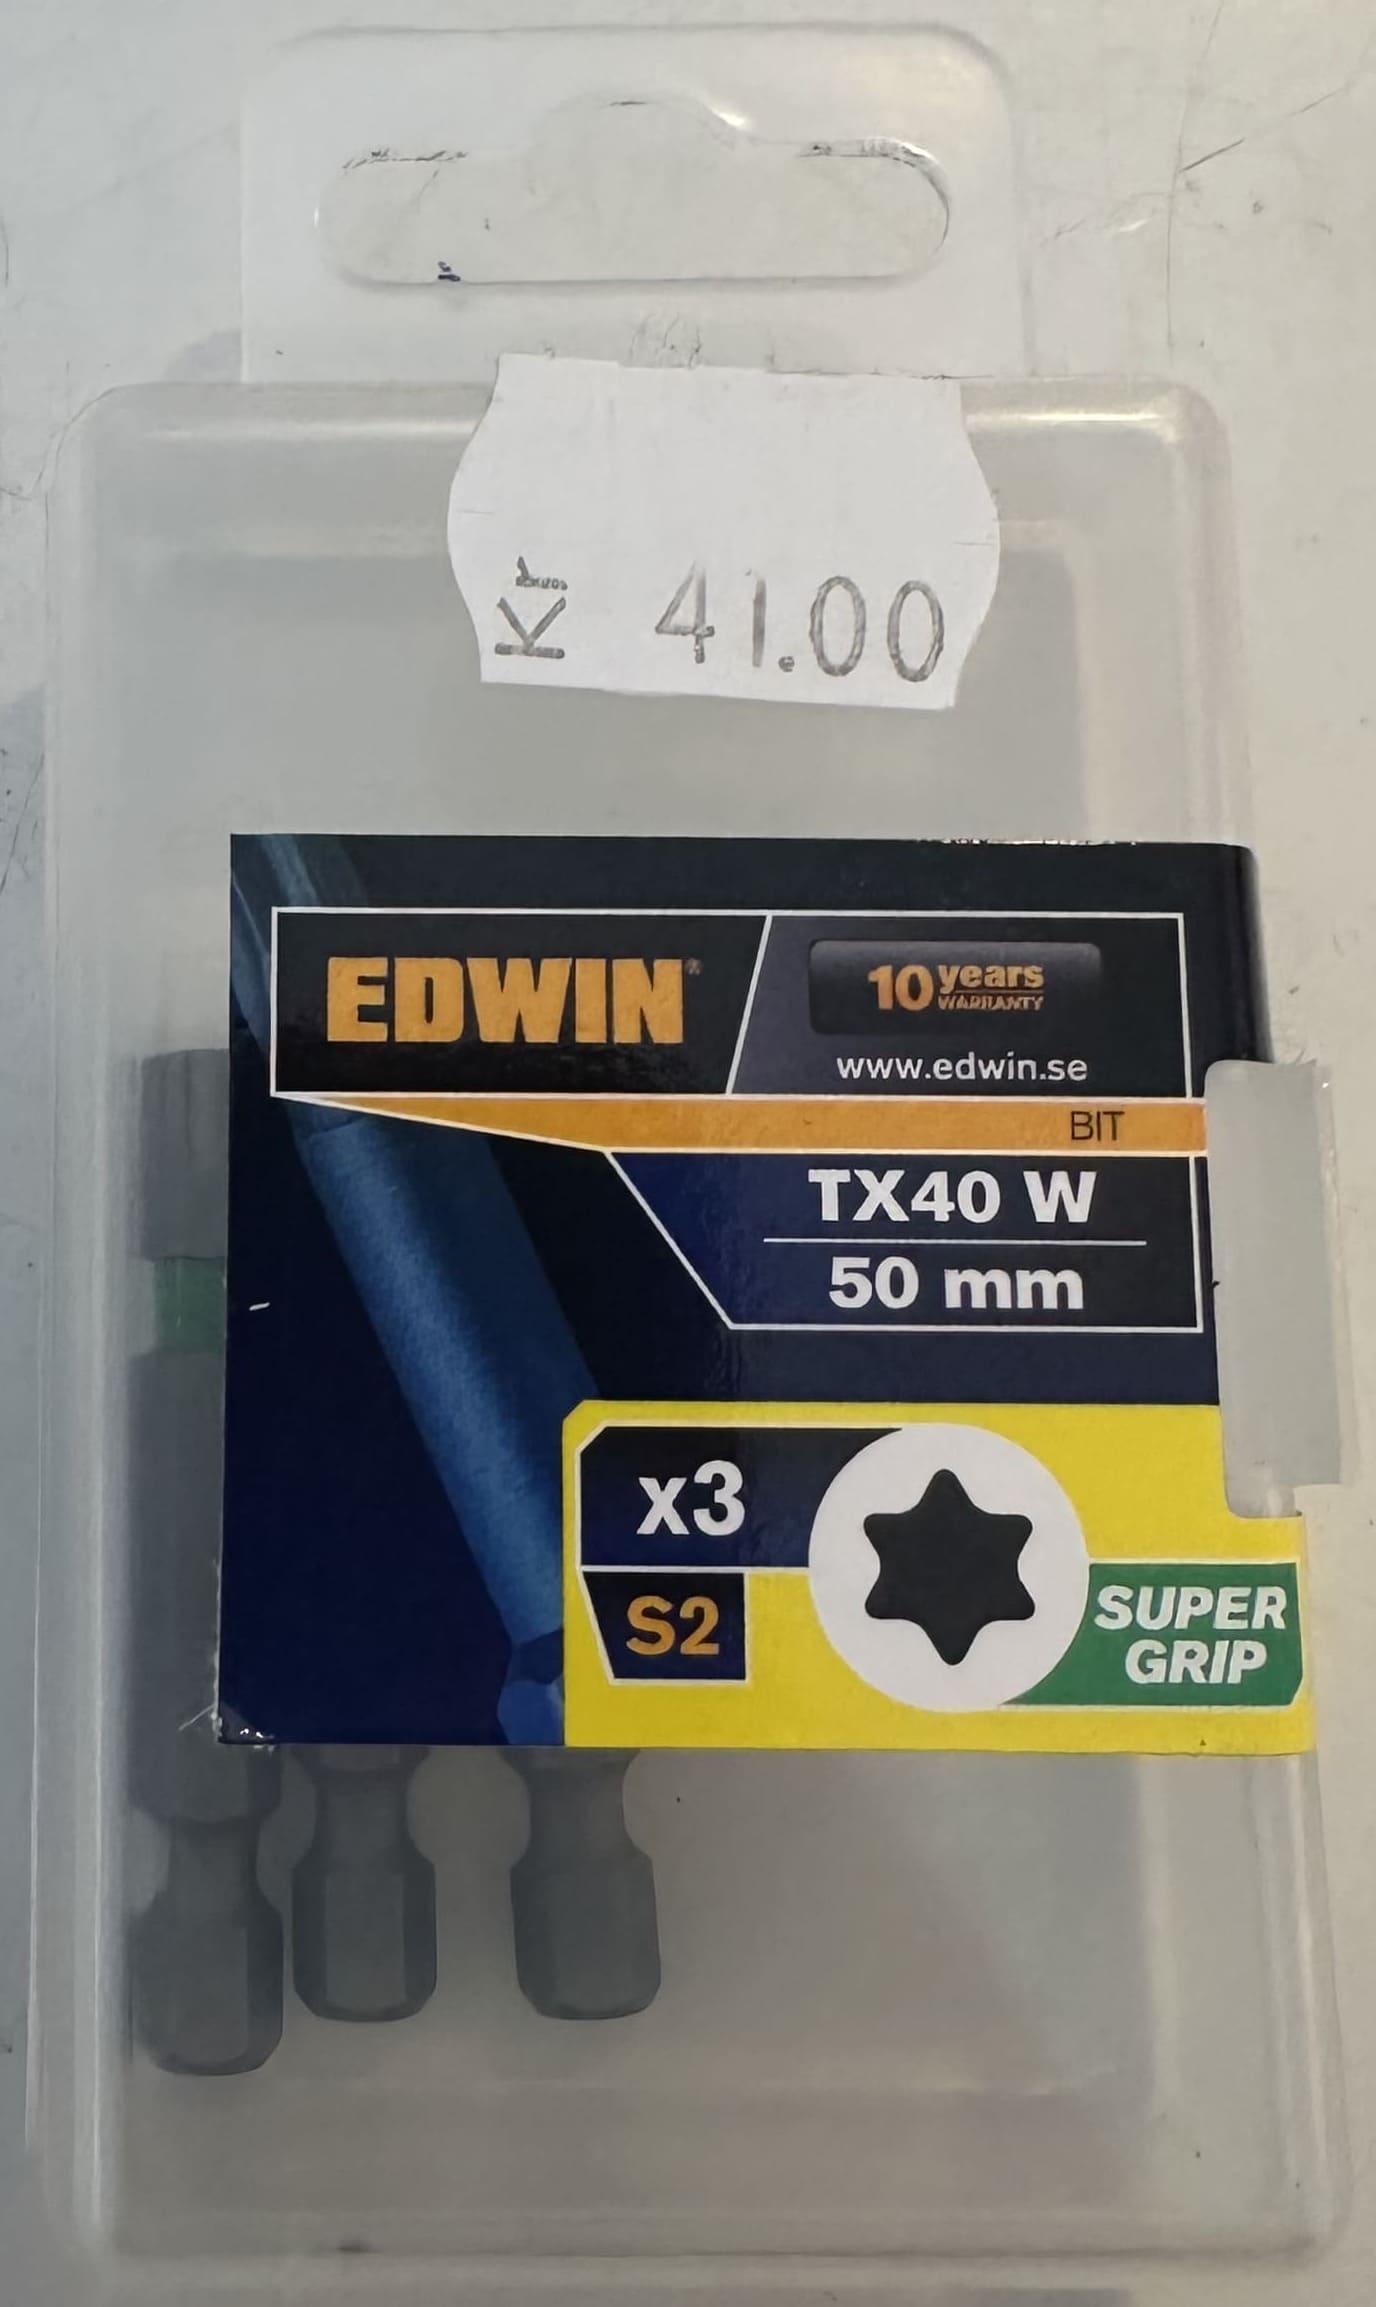 Kr 41.00
EDWIN®
10 years
WARRANTY
www.edwin.se
BIT
TX40 W
50 mm
x3
S2
SUPER
GRIP